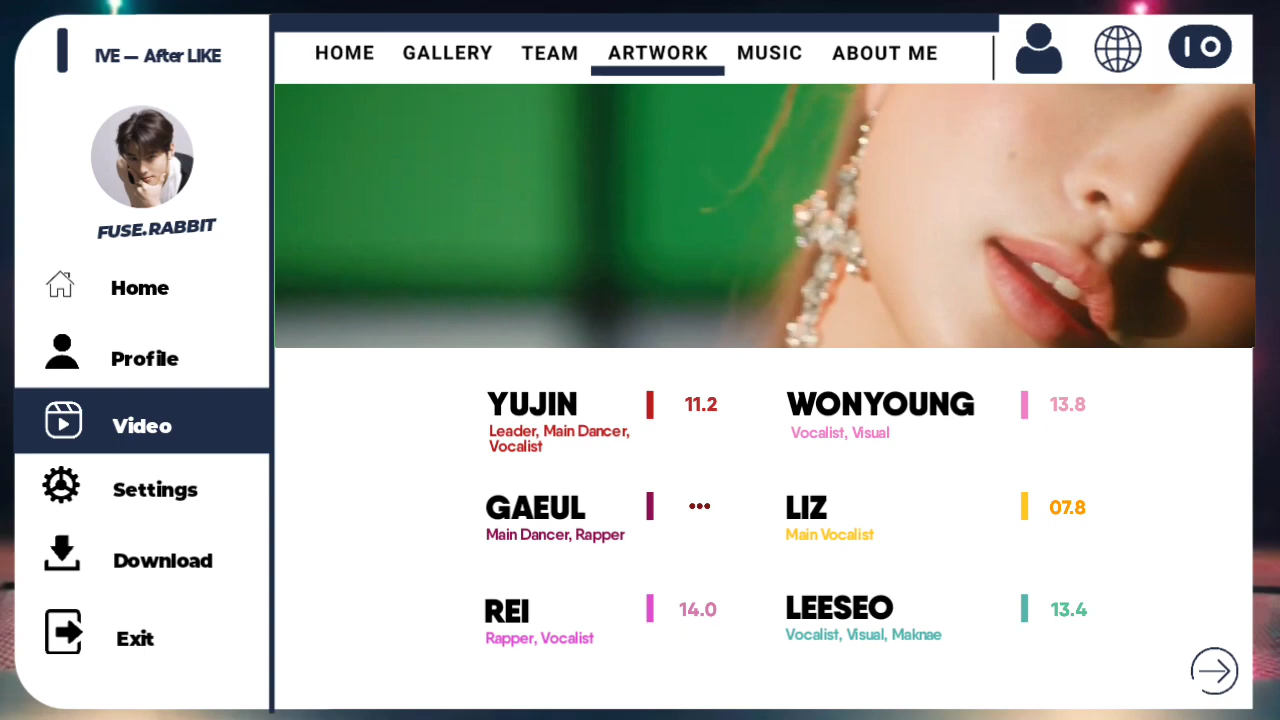 IVE — After LIKE
FUSE.RABBIT
Home
Profile
Video
Settings
Download
Exit
HOME GALLERY TEAM ARTWORK MUSIC ABOUT ME
IO
YUJIN 11.2
Leader, Main Dancer,
Vocalist
WONYOUNG 13.8
Vocalist, Visual
GAEUL •••
Main Dancer, Rapper
LIZ 07.8
Main Vocalist
REI 14.0
Rapper, Vocalist
LEESEO 13.4
Vocalist, Visual, Maknae